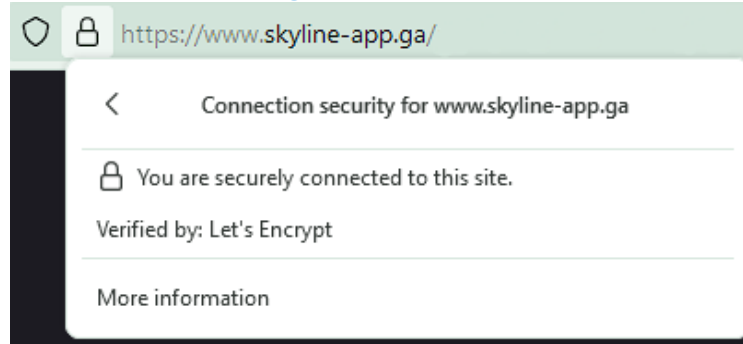 https://www.skyline-app.ga/
Connection security for www.skyline-app.ga
You are securely connected to this site.
Verified by: Let's Encrypt
More information